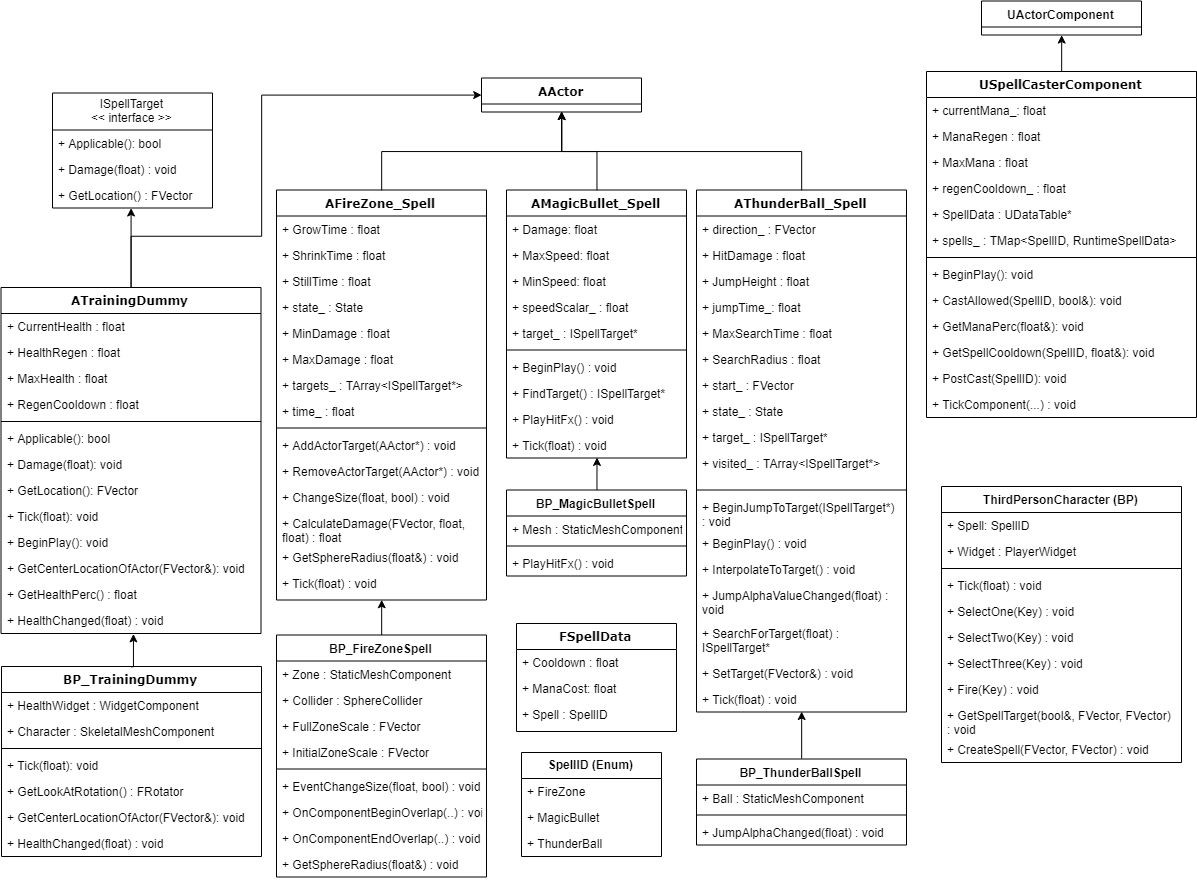 UActorComponent
AActor
ISpellTarget
<< interface >>
+ Applicable(): bool
+ Damage(float) : void
+ GetLocation() : FVector
USpellCasterComponent
+ currentMana_: float
+ ManaRegen : float
+ MaxMana : float
+ regenCooldown_ : float
+ SpellData : UDataTable*
+ spells_ : TMap<SpellID, RuntimeSpellData>
+ BeginPlay(): void
+ CastAllowed(SpellID, bool&): void
+ GetManaPerc(float&): void
+ GetSpellCooldown(SpellID, float&): void
+ PostCast(SpellID): void
+ TickComponent(...) : void
ATrainingDummy
+ CurrentHealth : float
+ HealthRegen : float
+ MaxHealth : float
+ RegenCooldown : float
+ Applicable(): bool
+ Damage(float): void
+ GetLocation(): FVector
+ Tick(float): void
+ BeginPlay(): void
+ GetCenterLocationOfActor(FVector&): void
+ GetHealthPerc() : float
+ HealthChanged(float) : void
BP_TrainingDummy
+ HealthWidget : WidgetComponent
+ Character : SkeletalMeshComponent
+ Tick(float): void
+ GetLookAtRotation() : FRotator
+ GetCenterLocationOfActor(FVector&): void
+ HealthChanged(float) : void
AFireZone_Spell
+ GrowTime : float
+ ShrinkTime : float
+ StillTime : float
+ state_ : State
+ MinDamage : float
+ MaxDamage : float
+ targets_ : TArray<ISpellTarget*>
+ time_ : float
+ AddActorTarget(AActor*) : void
+ RemoveActorTarget(AActor*) : void
+ ChangeSize(float, bool) : void
+ CalculateDamage(FVector, float,
float) : float
+ GetSphereRadius(float&) : void
+ Tick(float) : void
BP_FireZoneSpell
+ Zone : StaticMeshComponent
+ Collider : SphereCollider
+ FullZoneScale : FVector
+ InitialZoneScale : FVector
+ EventChangeSize(float, bool) : void
+ OnComponentBeginOverlap(..) : voi
+ OnComponentEndOverlap(..) : void
+ GetSphereRadius(float&) : void
AMagicBullet_Spell
+ Damage: float
+ MaxSpeed: float
+ MinSpeed: float
+ speedScalar_ : float
+ target_ : ISpellTarget*
+ BeginPlay() : void
+ FindTarget() : ISpellTarget*
+ PlayHitFx() : void
+ Tick(float) : void
BP_MagicBulletSpell
+ Mesh : StaticMeshComponent
+ PlayHitFx() : void
FSpellData
+ Cooldown : float
+ ManaCost: float
+ Spell : SpellID
SpellID (Enum)
+ FireZone
+ MagicBullet
+ ThunderBall
AThunderBall_Spell
+ direction_ : FVector
+ HitDamage : float
+ JumpHeight : float
+ jumpTime_: float
+ MaxSearchTime : float
+ SearchRadius : float
+ start_ : FVector
+ state_ : State
+ target_ : ISpellTarget*
+ visited_ : TArray<ISpellTarget*>
+ BeginJumpToTarget(ISpellTarget*)
: void
+ BeginPlay() : void
+ InterpolateToTarget() : void
+ JumpAlphaValueChanged(float) :
void
+ SearchForTarget(float) :
ISpellTarget*
+ SetTarget(FVector&) : void
+ Tick(float) : void
BP_ThunderBallSpell
+ Ball : StaticMeshComponent
+ JumpAlphaChanged(float) : void
ThirdPersonCharacter (BP)
+ Spell: SpellID
+ Widget : PlayerWidget
+ Tick(float) : void
+ SelectOne(Key) : void
+ SelectTwo(Key) : void
+ SelectThree(Key) : void
+ Fire(Key) : void
+ GetSpellTarget(bool&, FVector, FVector)
: void
+ CreateSpell(FVector, FVector) : void